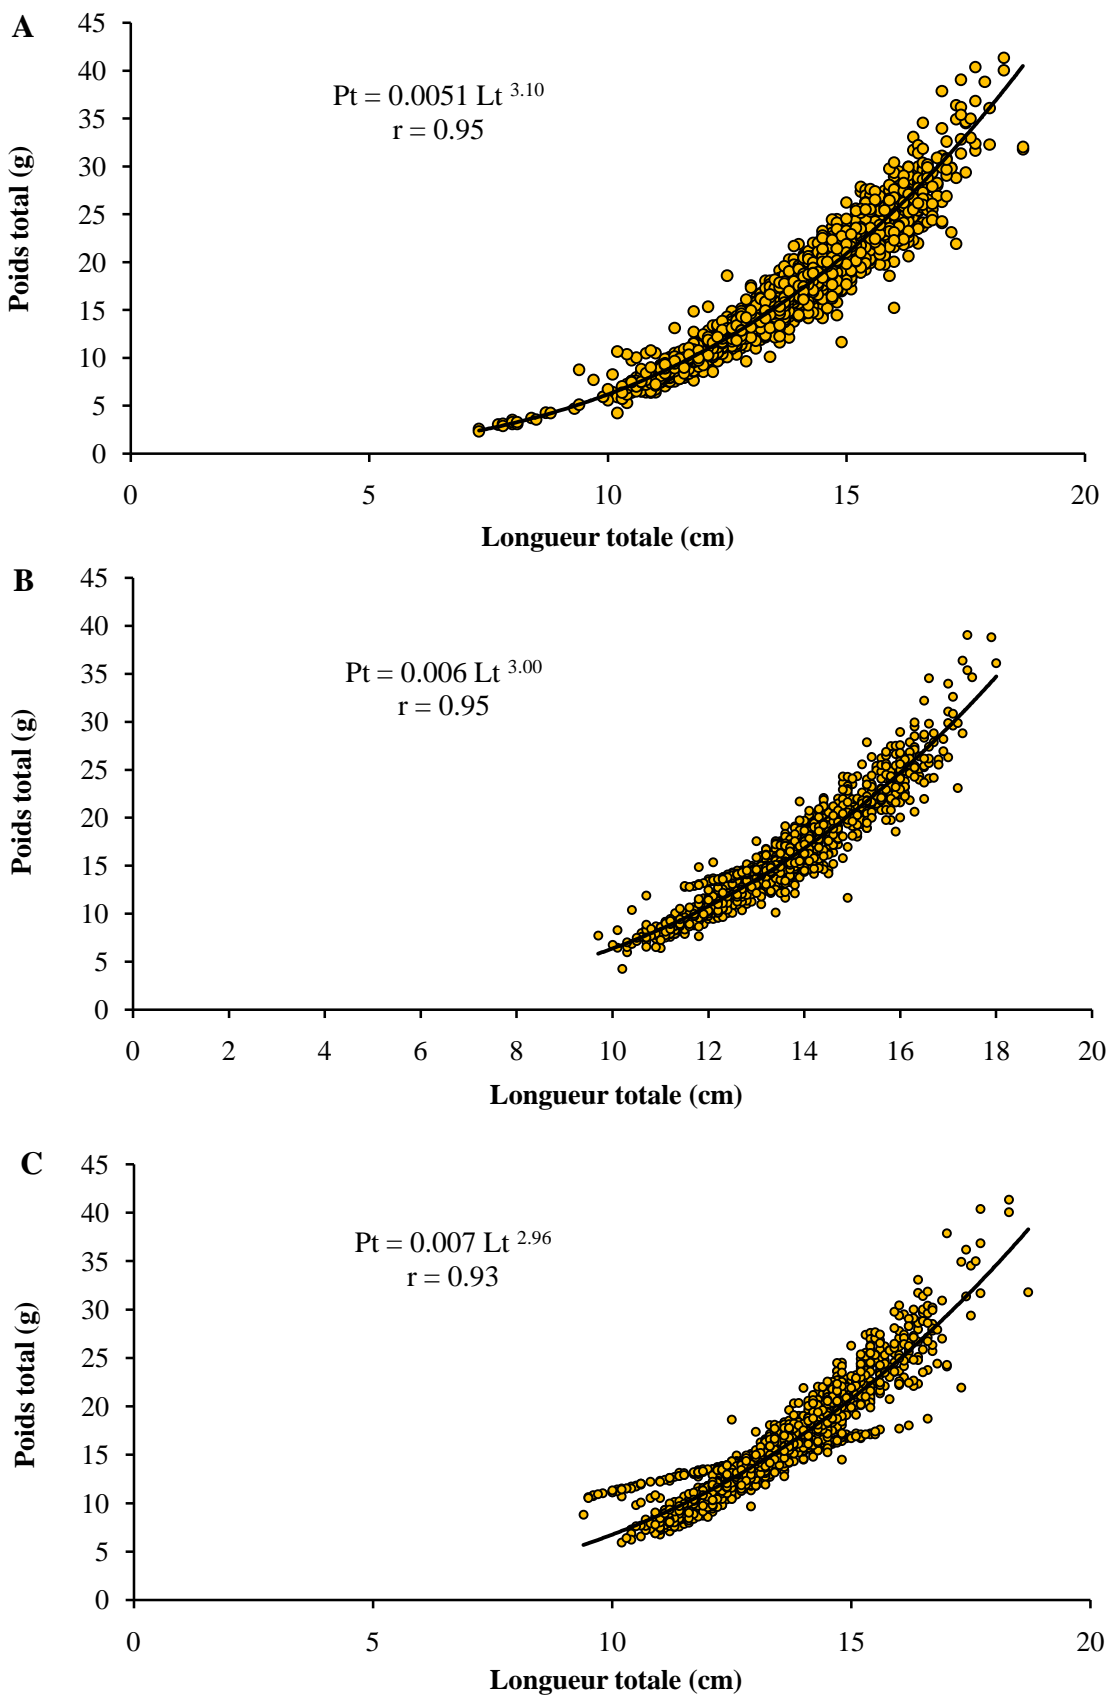 A
45
40
35
30
25
20
15
10
5
0
Poids total (g)
Pt = 0.0051 Lt 3.10
r = 0.95
0 5 10 15 20
Longueur totale (cm)
B
45
40
35
30
25
20
15
10
5
0
Poids total (g)
Pt = 0.006 Lt 3.00
r = 0.95
0 2 4 6 8 10 12 14 16 18 20
Longueur totale (cm)
C
45
40
35
30
25
20
15
10
5
0
Poids total (g)
Pt = 0.007 Lt 2.96
r = 0.93
0 5 10 15 20
Longueur totale (cm)